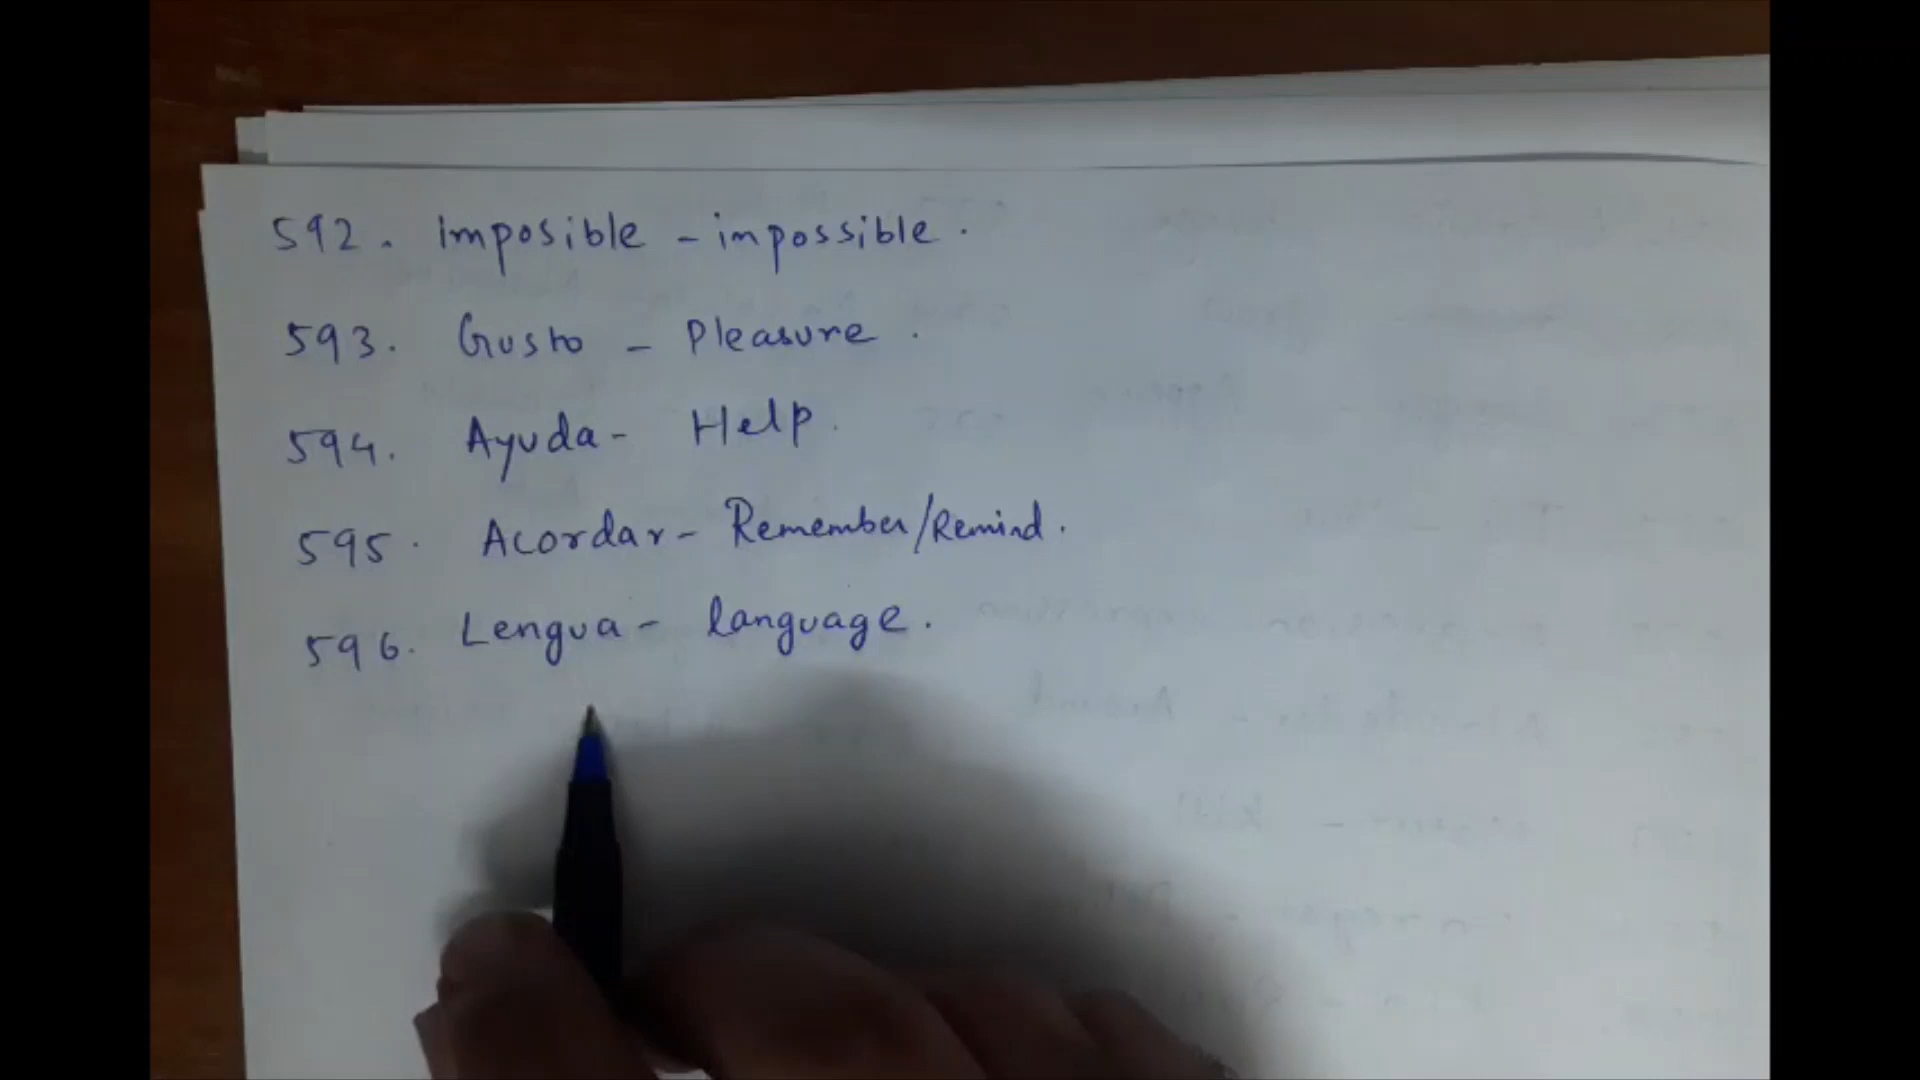 592. Imposible - impossible.
593. Gusto - Pleasure.
594. Ayuda - Help.
595. Acordar - Remember/Remind.
596. Lengua - language.